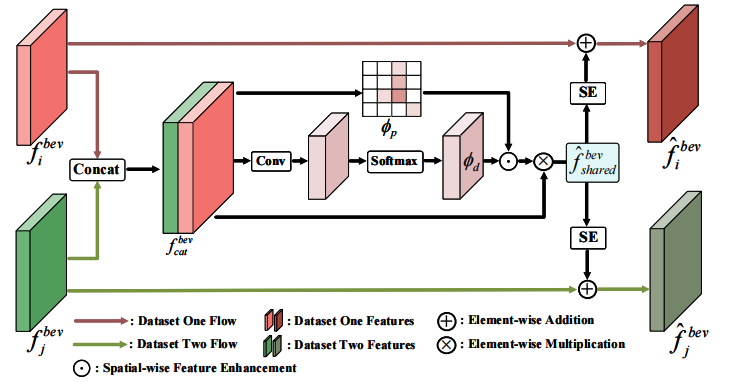 f_i^{bev}
Concat
f_j^{bev}
f_{cat}^{bev}
Conv
ϕ_p
Softmax
ϕ_d
SE
\hat{f}_{shared}^{bev}
SE
\hat{f}_i^{bev}
\hat{f}_j^{bev}
: Dataset One Flow
: Dataset One Features
: Element-wise Addition
: Dataset Two Flow
: Dataset Two Features
: Element-wise Multiplication
: Spatial-wise Feature Enhancement